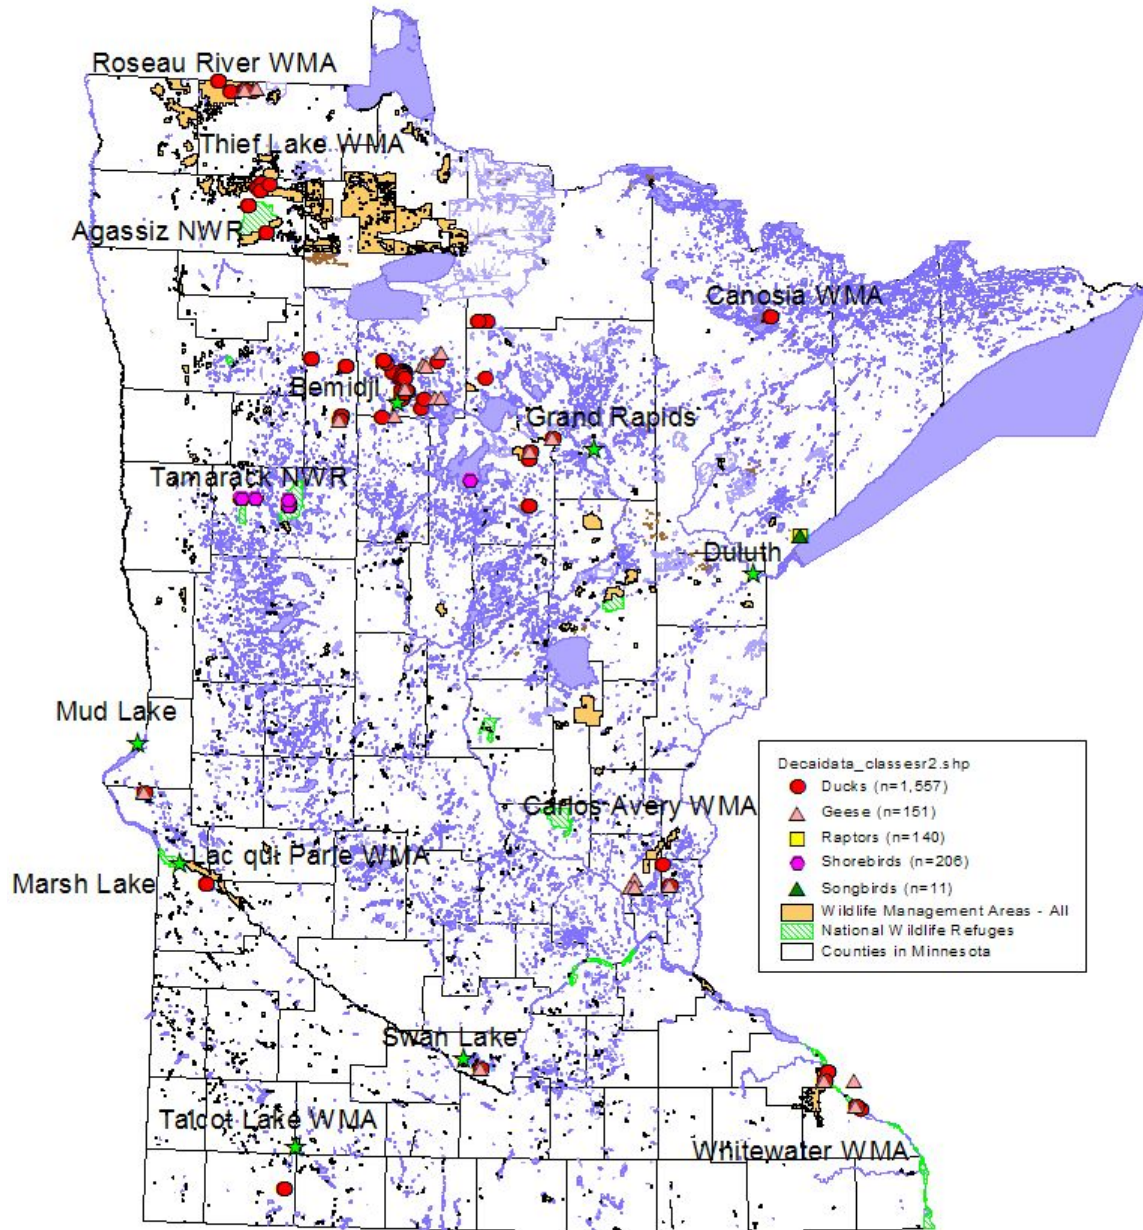 Roseau River WMA
Thief Lake WMA
Agassiz NWR
Canosia WMA
Bemidji
Grand Rapids
Tamarack NWR
Duluth
Mud Lake
Decaidata_classesr2.shp
Ducks (n=1,557)
Geese (n=151)
Raptors (n=140)
Shorebirds (n=206)
Songbirds (n=11)
Wildlife Management Areas - All
National Wildlife Refuges
Counties in Minnesota
Carlos Avery WMA
Lac qui Parle WMA
Marsh Lake
Swan Lake
Talcot Lake WMA
Whitewater WMA